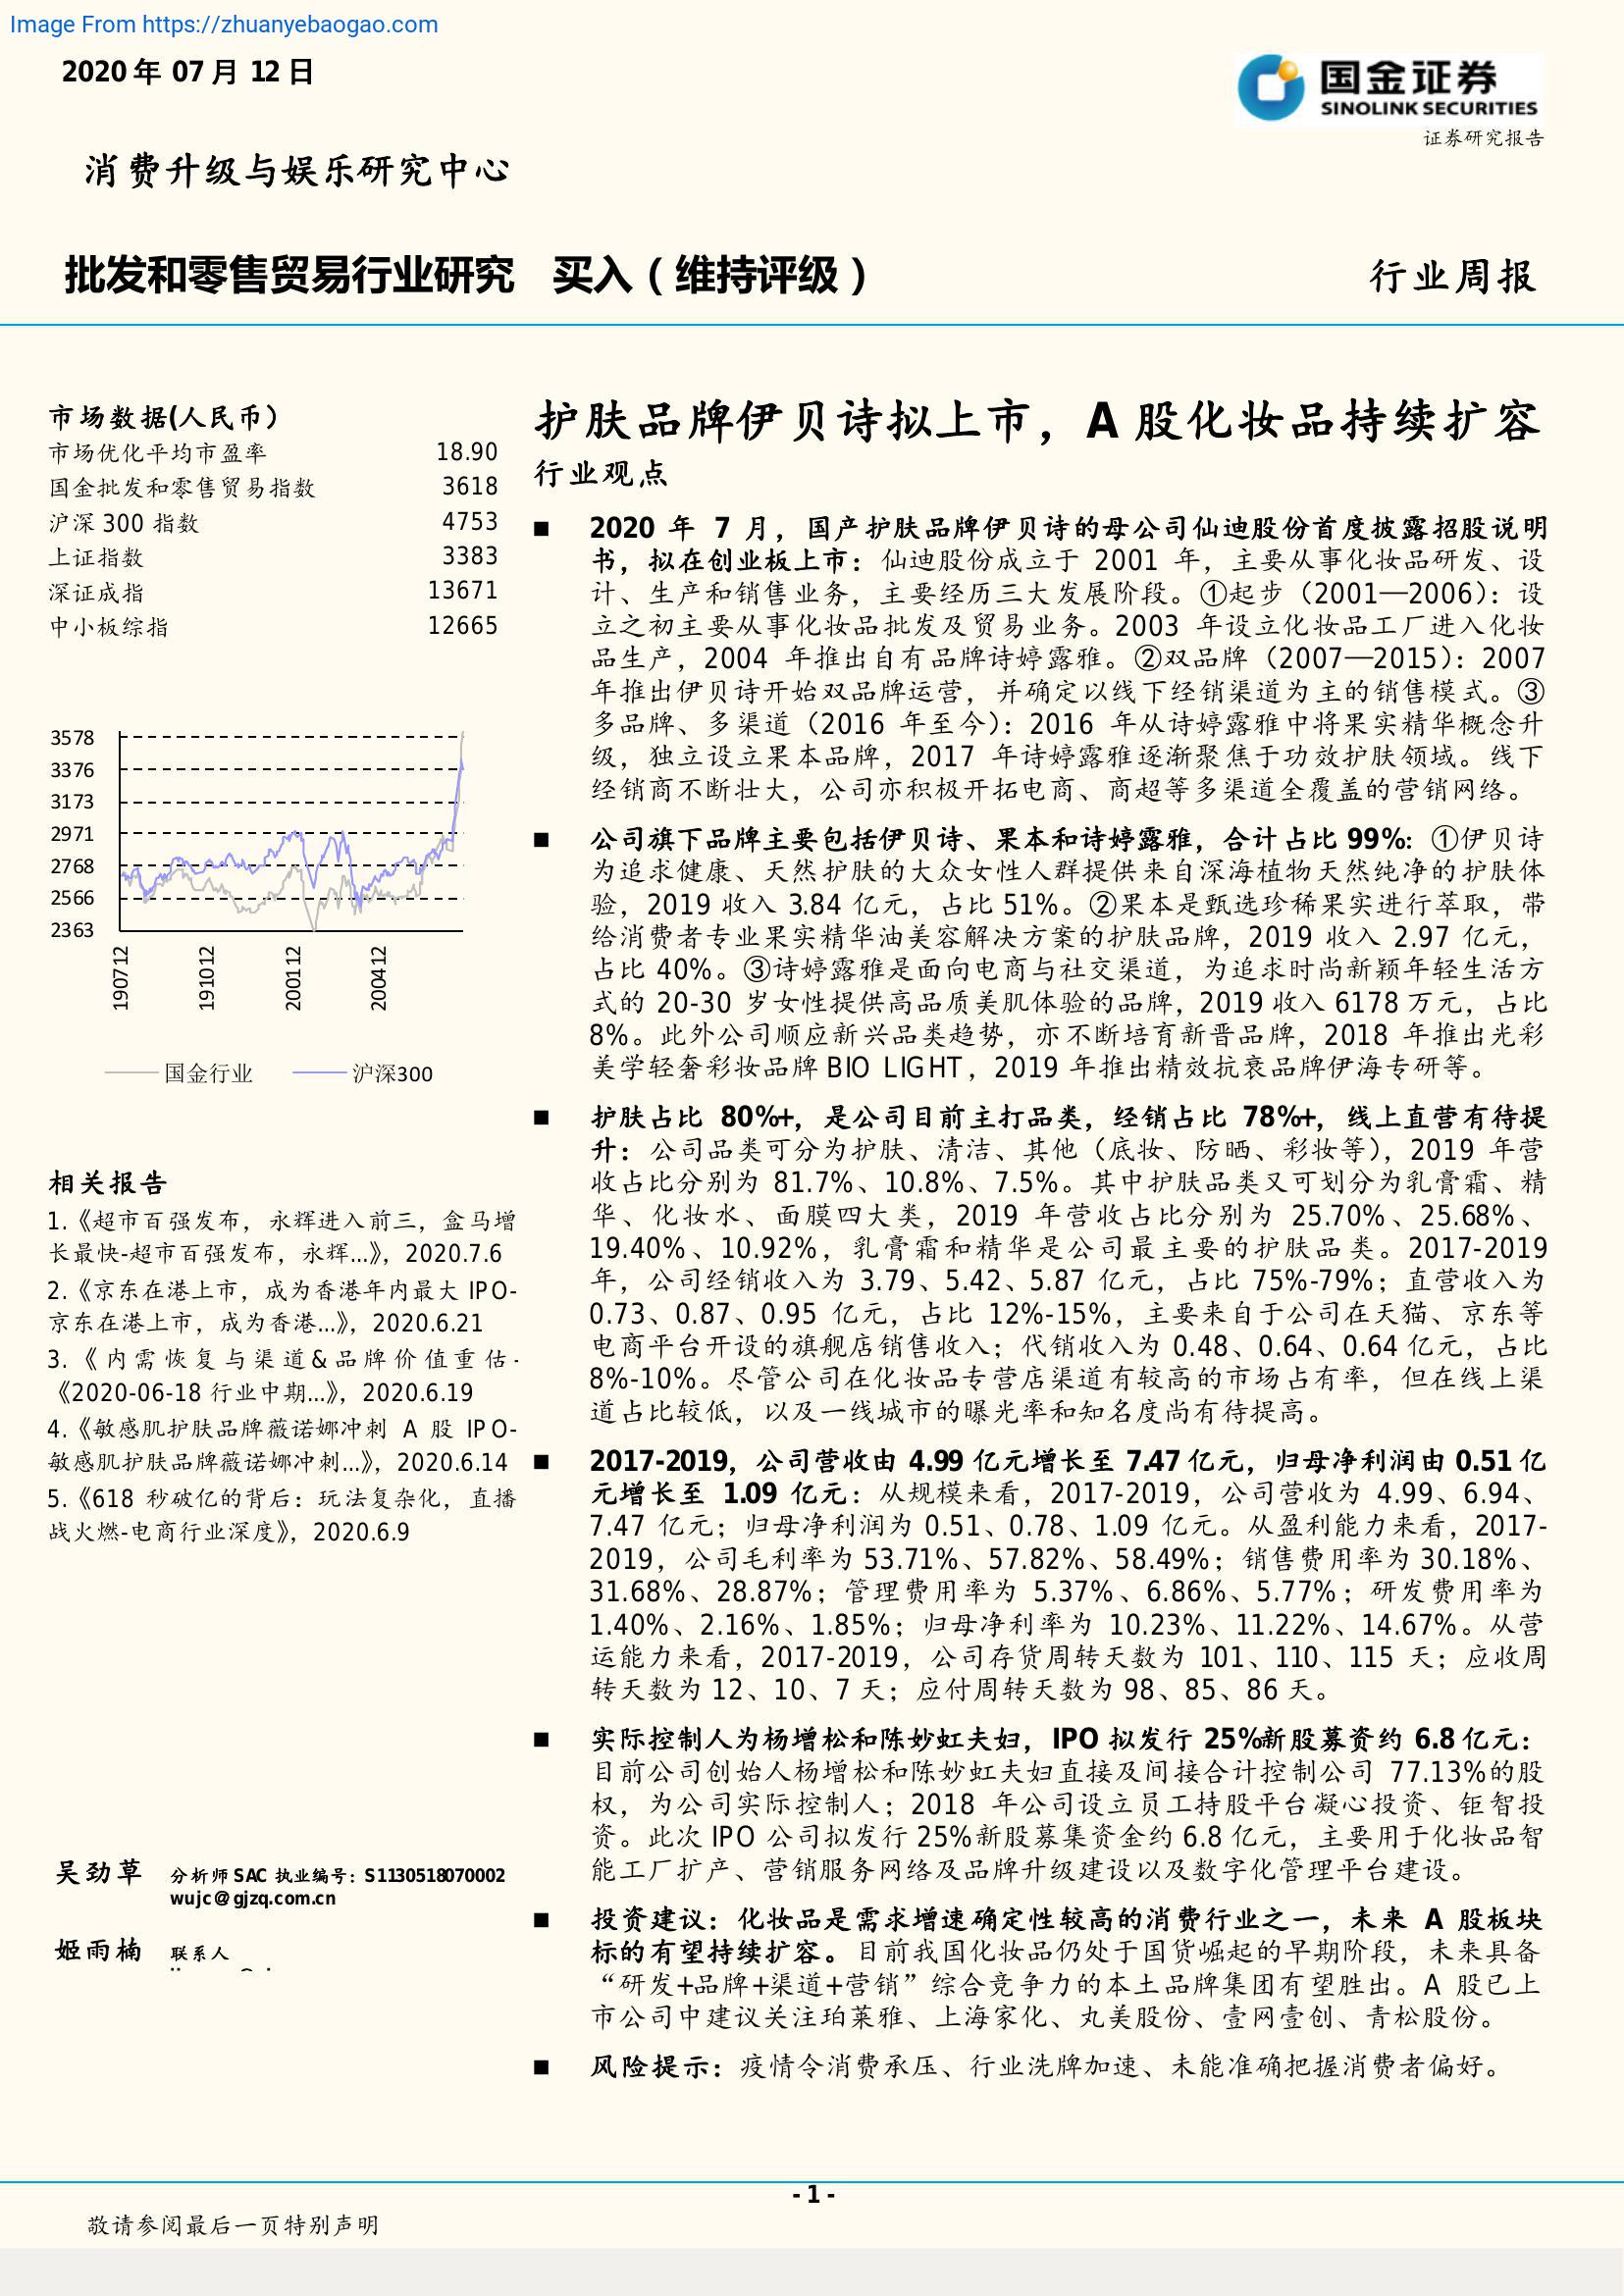 Image From https://zhuanyebaogao.com
2020 年 07 月 12 日
国金证券
SINOLINK SECURITIES
证券研究报告
消费升级与娱乐研究中心
批发和零售贸易行业研究 买入（维持评级）
行业周报
市场数据(人民币）
市场优化平均市盈率 18.90
国金批发和零售贸易指数 3618
沪深 300 指数 4753
上证指数 3383
深证成指 13671
中小板综指 12665
3578
3376
3173
2971
2768
2566
2363
190712
191012
200112
200412
国金行业 沪深300
相关报告
1.《超市百强发布，永辉进入前三，盒马增
长最快-超市百强发布，永辉...》，2020.7.6
2.《京东在港上市，成为香港年内最大 IPO-
京东在港上市，成为香港...》，2020.6.21
3.《内需恢复与渠道&品牌价值重估-
《2020-06-18 行业中期...》，2020.6.19
4.《敏感肌护肤品牌薇诺娜冲刺 A 股 IPO-
敏感肌护肤品牌薇诺娜冲刺...》，2020.6.14
5.《618 秒破亿的背后：玩法复杂化，直播
战火燃-电商行业深度》，2020.6.9
吴劲草 分析师 SAC 执业编号：S1130518070002
wujc@gjzq.com.cn
姬雨楠 联系人
护肤品牌伊贝诗拟上市，A 股化妆品持续扩容
行业观点
■ 2020 年 7 月，国产护肤品牌伊贝诗的母公司仙迪股份首度披露招股说明
书，拟在创业板上市：仙迪股份成立于 2001 年，主要从事化妆品研发、设
计、生产和销售业务，主要经历三大发展阶段。①起步（2001—2006）：设
立之初主要从事化妆品批发及贸易业务。2003 年设立化妆品工厂进入化妆
品生产，2004 年推出自有品牌诗婷露雅。②双品牌（2007—2015）：2007
年推出伊贝诗开始双品牌运营，并确定以线下经销渠道为主的销售模式。③
多品牌、多渠道（2016 年至今）：2016 年从诗婷露雅中将果实精华概念升
级，独立设立果本品牌，2017 年诗婷露雅逐渐聚焦于功效护肤领域。线下
经销商不断壮大，公司亦积极开拓电商、商超等多渠道全覆盖的营销网络。
■ 公司旗下品牌主要包括伊贝诗、果本和诗婷露雅，合计占比 99%：①伊贝诗
为追求健康、天然护肤的大众女性人群提供来自深海植物天然纯净的护肤体
验，2019 收入 3.84 亿元，占比 51%。②果本是甄选珍稀果实进行萃取，带
给消费者专业果实精华油美容解决方案的护肤品牌，2019 收入 2.97 亿元，
占比 40%。③诗婷露雅是面向电商与社交渠道，为追求时尚新颖年轻生活方
式的 20-30 岁女性提供高品质美肌体验的品牌，2019 收入 6178 万元，占比
8%。此外公司顺应新兴品类趋势，亦不断培育新晋品牌，2018 年推出光彩
美学轻奢彩妆品牌 BIO LIGHT，2019 年推出精效抗衰品牌伊海专研等。
■ 护肤占比 80%+，是公司目前主打品类，经销占比 78%+，线上直营有待提
升：公司品类可分为护肤、清洁、其他（底妆、防晒、彩妆等），2019 年营
收占比分别为 81.7%、10.8%、7.5%。其中护肤品类又可划分为乳膏霜、精
华、化妆水、面膜四大类，2019 年营收占比分别为 25.70%、25.68%、
19.40%、10.92%，乳膏霜和精华是公司最主要的护肤品类。2017-2019
年，公司经销收入为 3.79、5.42、5.87 亿元，占比 75%-79%；直营收入为
0.73、0.87、0.95 亿元，占比 12%-15%，主要来自于公司在天猫、京东等
电商平台开设的旗舰店销售收入；代销收入为 0.48、0.64、0.64 亿元，占比
8%-10%。尽管公司在化妆品专营店渠道有较高的市场占有率，但在线上渠
道占比较低，以及一线城市的曝光率和知名度尚有待提高。
■ 2017-2019，公司营收由 4.99 亿元增长至 7.47 亿元，归母净利润由 0.51 亿
元增长至 1.09 亿元：从规模来看，2017-2019，公司营收为 4.99、6.94、
7.47 亿元；归母净利润为 0.51、0.78、1.09 亿元。从盈利能力来看，2017-
2019，公司毛利率为 53.71%、57.82%、58.49%；销售费用率为 30.18%、
31.68%、28.87%；管理费用率为 5.37%、6.86%、5.77%；研发费用率为
1.40%、2.16%、1.85%；归母净利率为 10.23%、11.22%、14.67%。从营
运能力来看，2017-2019，公司存货周转天数为 101、110、115 天；应收周
转天数为 12、10、7 天；应付周转天数为 98、85、86 天。
■ 实际控制人为杨增松和陈妙虹夫妇，IPO 拟发行 25%新股募资约 6.8 亿元：
目前公司创始人杨增松和陈妙虹夫妇直接及间接合计控制公司 77.13%的股
权，为公司实际控制人；2018 年公司设立员工持股平台凝心投资、钜智投
资。此次 IPO 公司拟发行 25%新股募集资金约 6.8 亿元，主要用于化妆品智
能工厂扩产、营销服务网络及品牌升级建设以及数字化管理平台建设。
■ 投资建议：化妆品是需求增速确定性较高的消费行业之一，未来 A 股板块
标的有望持续扩容。目前我国化妆品仍处于国货崛起的早期阶段，未来具备
“研发+品牌+渠道+营销”综合竞争力的本土品牌集团有望胜出。A 股已上
市公司中建议关注珀莱雅、上海家化、丸美股份、壹网壹创、青松股份。
■ 风险提示：疫情令消费承压、行业洗牌加速、未能准确把握消费者偏好。
- 1 -
敬请参阅最后一页特别声明